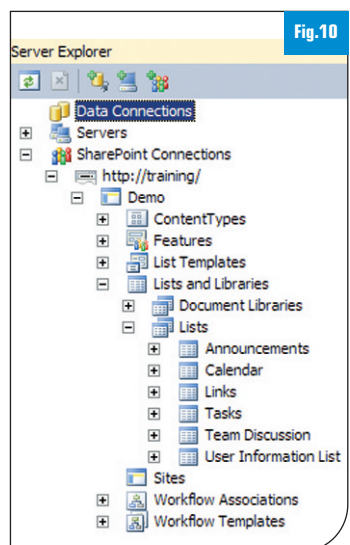 Fig.10
Server Explorer
Data Connections
Servers
SharePoint Connections
http://training/
Demo
ContentTypes
Features
List Templates
Lists and Libraries
Document Libraries
Lists
Announcements
Calendar
Links
Tasks
Team Discussion
User Information List
Sites
Workflow Associations
Workflow Templates